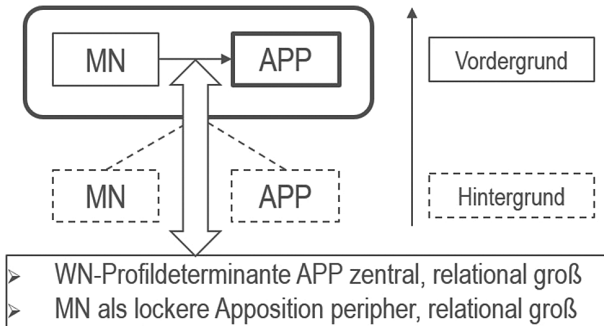 MN APP Vordergrund
MN APP Hintergrund
➢ WN-Profildeterminante APP zentral, relational groß
➢ MN als lockere Apposition peripher, relational groß